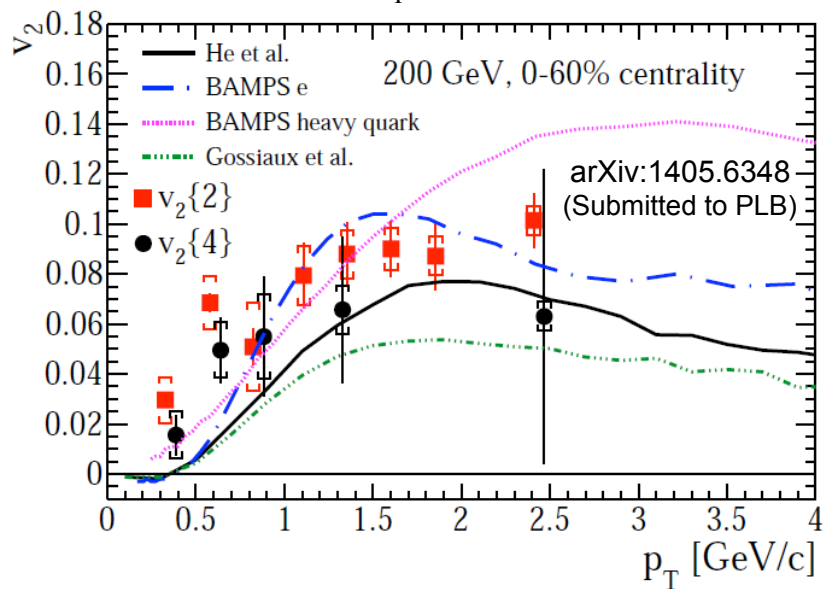 v₂
0.18
0.16
0.14
0.12
0.1
0.08
0.06
0.04
0.02
0
He et al.
BAMPS e
BAMPS heavy quark
Gossiaux et al.
v₂{2}
v₂{4}
200 GeV, 0-60% centrality
arXiv:1405.6348
(Submitted to PLB)
0 0.5 1 1.5 2 2.5 3 3.5 4
p_T [GeV/c]